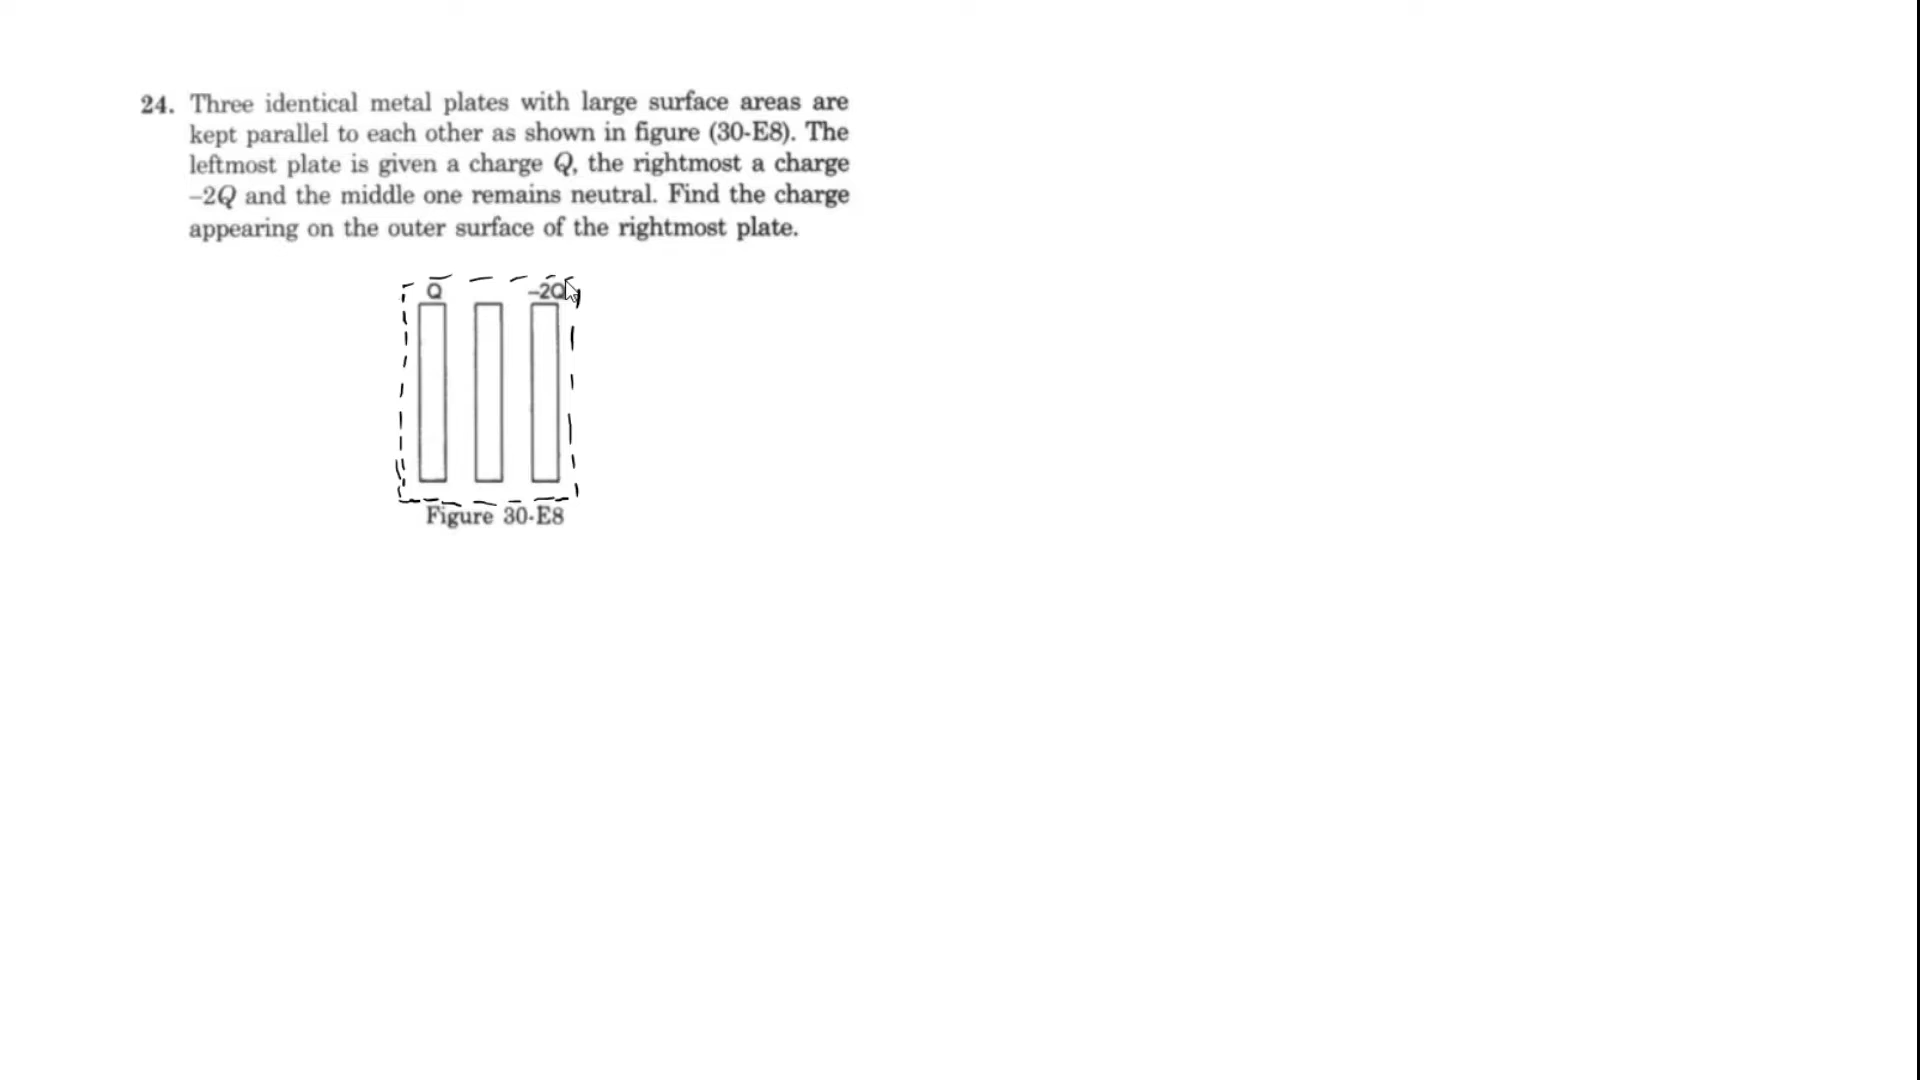 24. Three identical metal plates with large surface areas are
kept parallel to each other as shown in figure (30-E8). The
leftmost plate is given a charge Q, the rightmost a charge
–2Q and the middle one remains neutral. Find the charge
appearing on the outer surface of the rightmost plate.
Q –2Q
Figure 30-E8